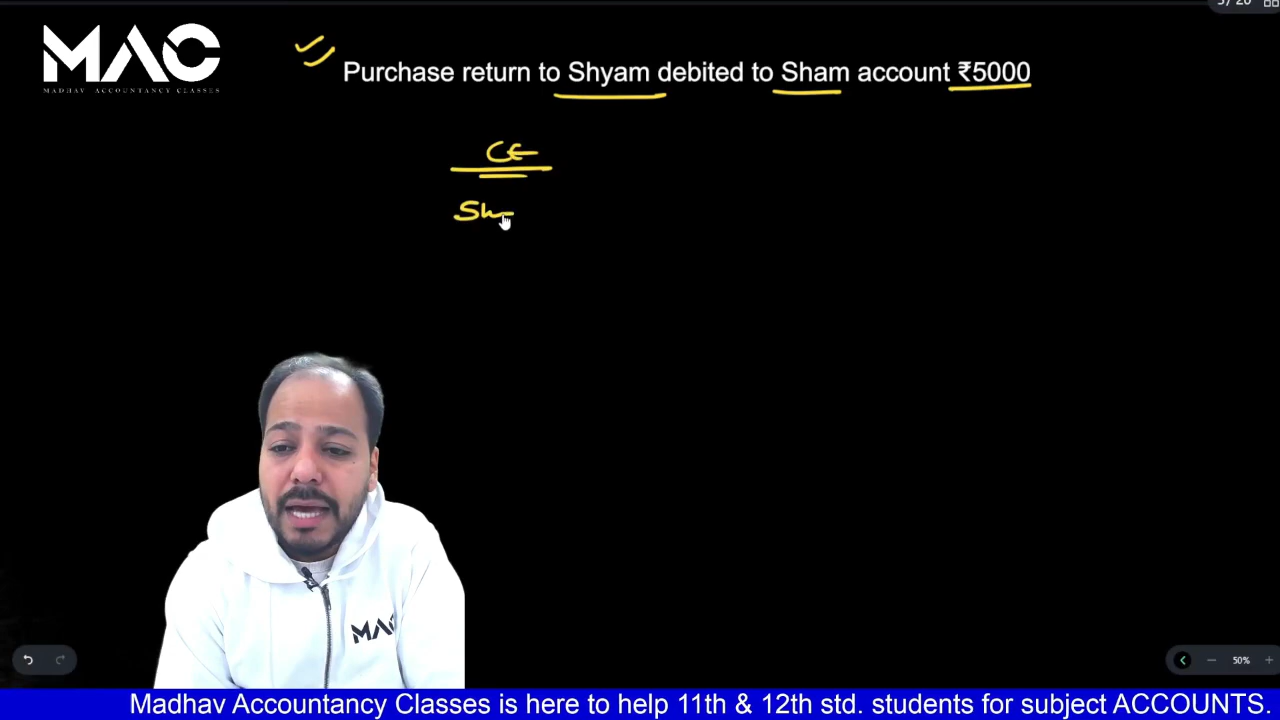 MAC
MADHAV ACCOUNTANCY CLASSES
Purchase return to Shyam debited to Sham account ₹5000
CE
Sh
MAC
50%
Madhav Accountancy Classes is here to help 11th & 12th std. students for subject ACCOUNTS.